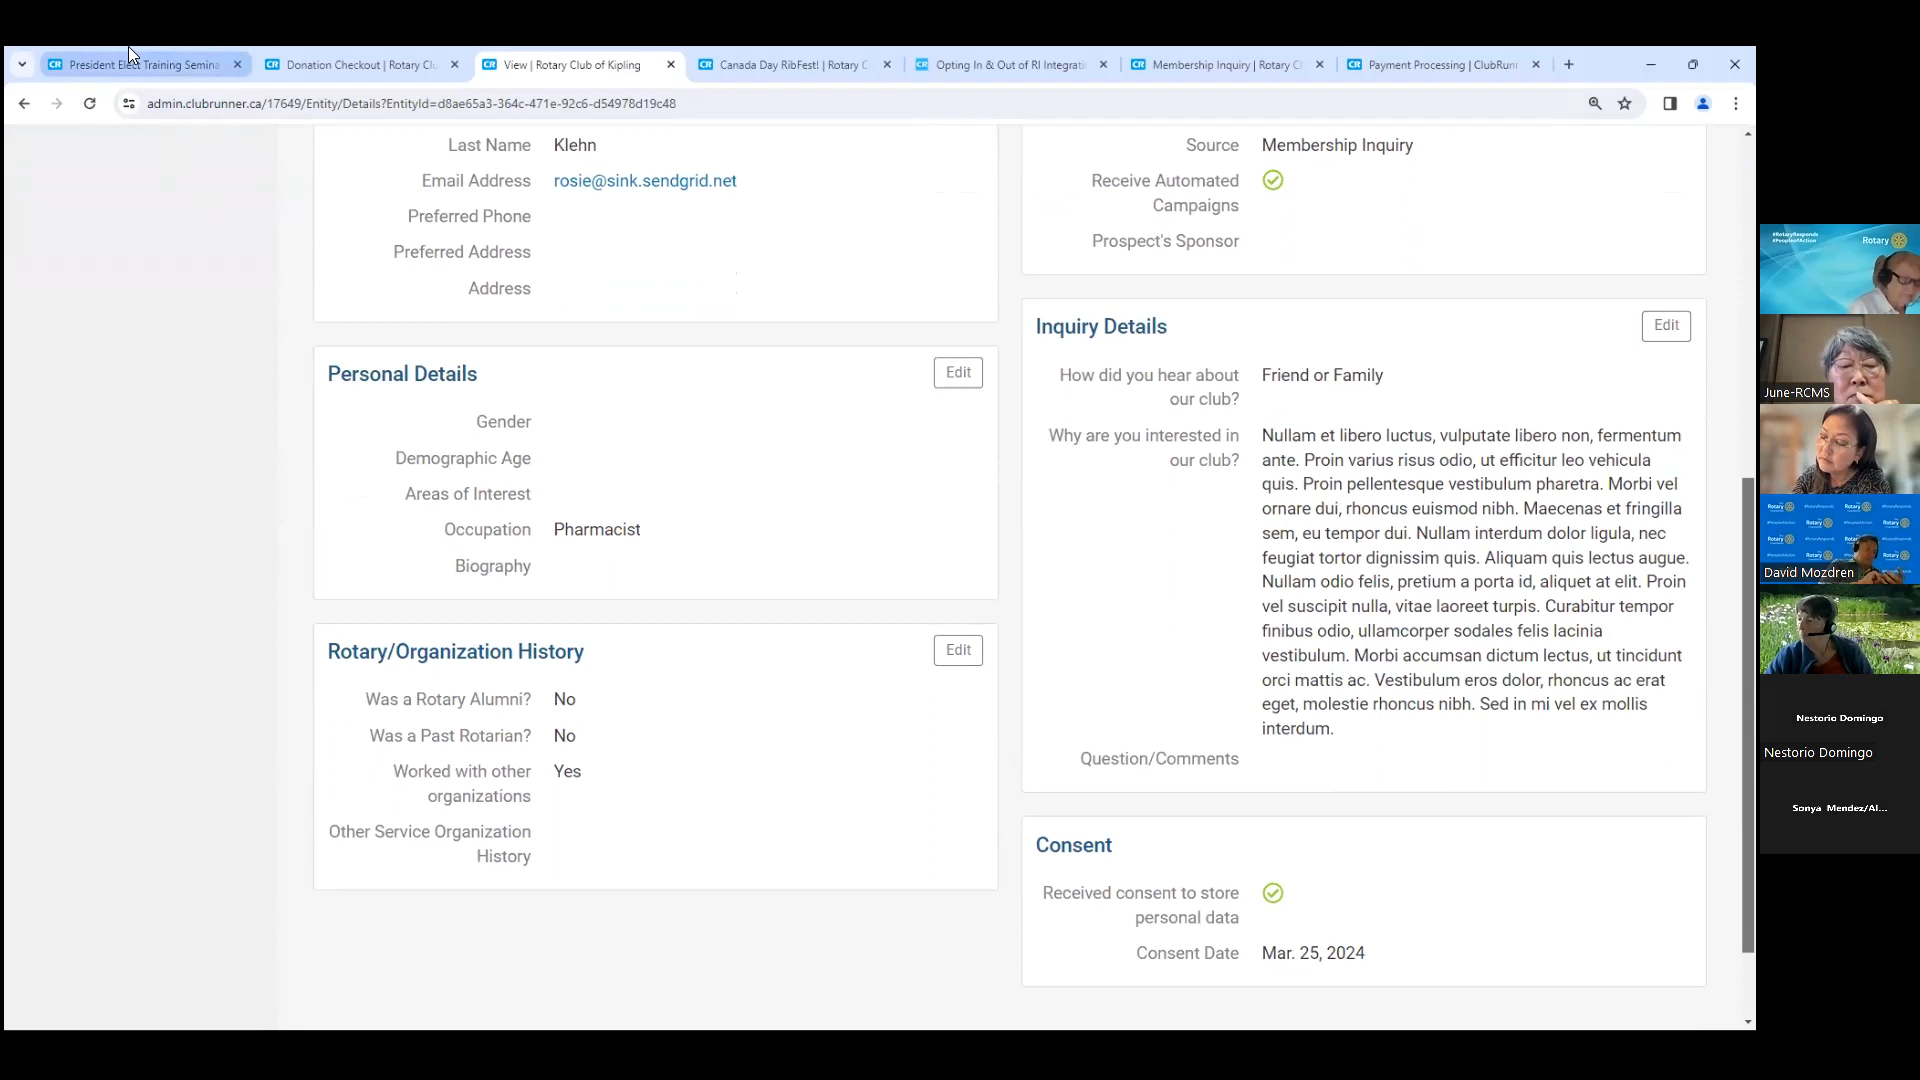 President Elect Training Semina
Donation Checkout | Rotary Clu
View | Rotary Club of Kipling
Canada Day RibFest! | Rotary C
Opting In & Out of RI Integrati
Membership Inquiry | Rotary C
Payment Processing | ClubRunn
admin.clubrunner.ca/17649/Entity/Details?EntityId=d8ae65a3-364c-471e-92c6-d54978d19c48
Last Name Klehn
Email Address rosie@sink.sendgrid.net
Preferred Phone
Preferred Address
Address
Personal Details Edit
Gender
Demographic Age
Areas of Interest
Occupation Pharmacist
Biography
Rotary/Organization History Edit
Was a Rotary Alumni? No
Was a Past Rotarian? No
Worked with other Yes
organizations
Other Service Organization
History
Source Membership Inquiry
Receive Automated
Campaigns
Prospect's Sponsor
Inquiry Details Edit
How did you hear about Friend or Family
our club?
Why are you interested in
our club?
Nullam et libero luctus, vulputate libero non, fermentum
ante. Proin varius risus odio, ut efficitur leo vehicula
quis. Proin pellentesque vestibulum pharetra. Morbi vel
ornare dui, rhoncus euismod nibh. Maecenas et fringilla
sem, eu tempor dui. Nullam interdum dolor ligula, nec
feugiat tortor dignissim quis. Aliquam quis lectus augue.
Nullam odio felis, pretium a porta id, aliquet at elit. Proin
vel suscipit nulla, vitae laoreet turpis. Curabitur tempor
finibus odio, ullamcorper sodales felis lacinia
vestibulum. Morbi accumsan dictum lectus, ut tincidunt
orci mattis ac. Vestibulum eros dolor, rhoncus ac erat
eget, molestie rhoncus nibh. Sed in mi vel ex mollis
interdum.
Question/Comments
Consent
Received consent to store
personal data
Consent Date Mar. 25, 2024
#RotaryResponds
#PeopleofAction
Rotary
June-RCMS
David Mozdren
Nestorio Domingo
Nestorio Domingo
Sonya Mendez/Al...